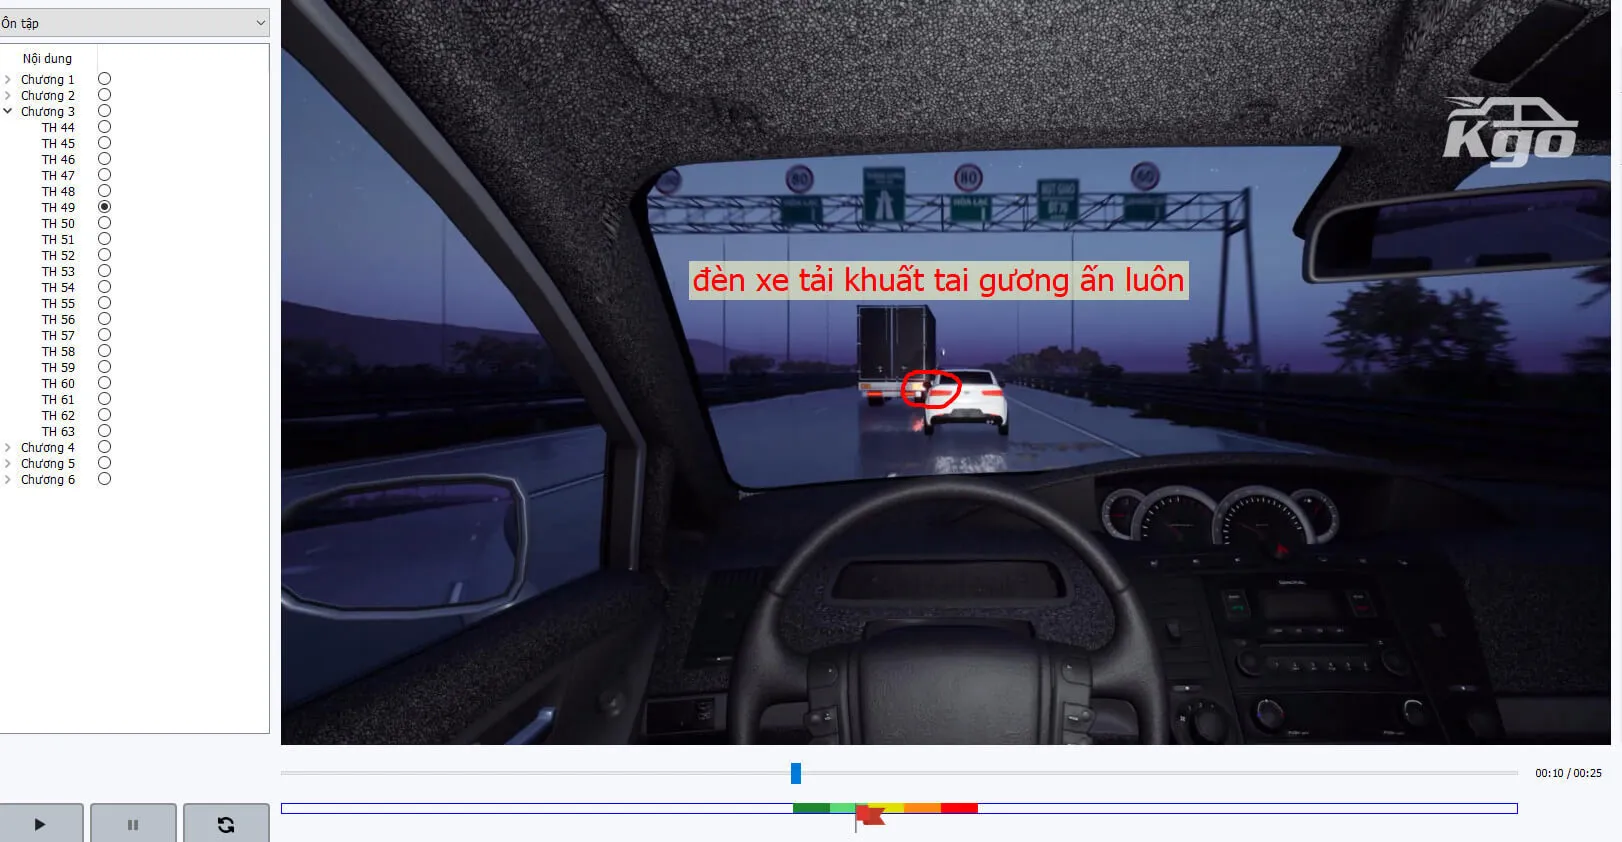 Ôn tập
Nội dung
Chương 1
Chương 2
Chương 3
TH 44
TH 45
TH 46
TH 47
TH 48
TH 49
TH 50
TH 51
TH 52
TH 53
TH 54
TH 55
TH 56
TH 57
TH 58
TH 59
TH 60
TH 61
TH 62
TH 63
Chương 4
Chương 5
Chương 6
Kgo
80
80
60
HÒA LẠC
đèn xe tải khuất tai gương ấn luôn
00:10 / 00:25